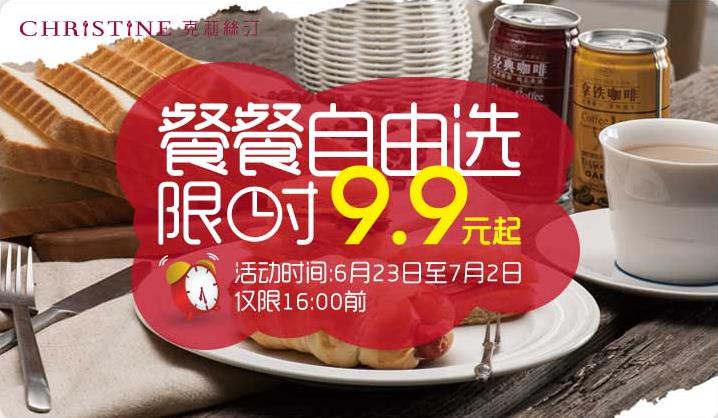 CHRISTINE·克莉絲汀
经典咖啡
Coffee
拿铁咖啡
Coffee
餐餐自由选
限时9.9元起
活动时间:6月23日至7月2日
仅限16:00前